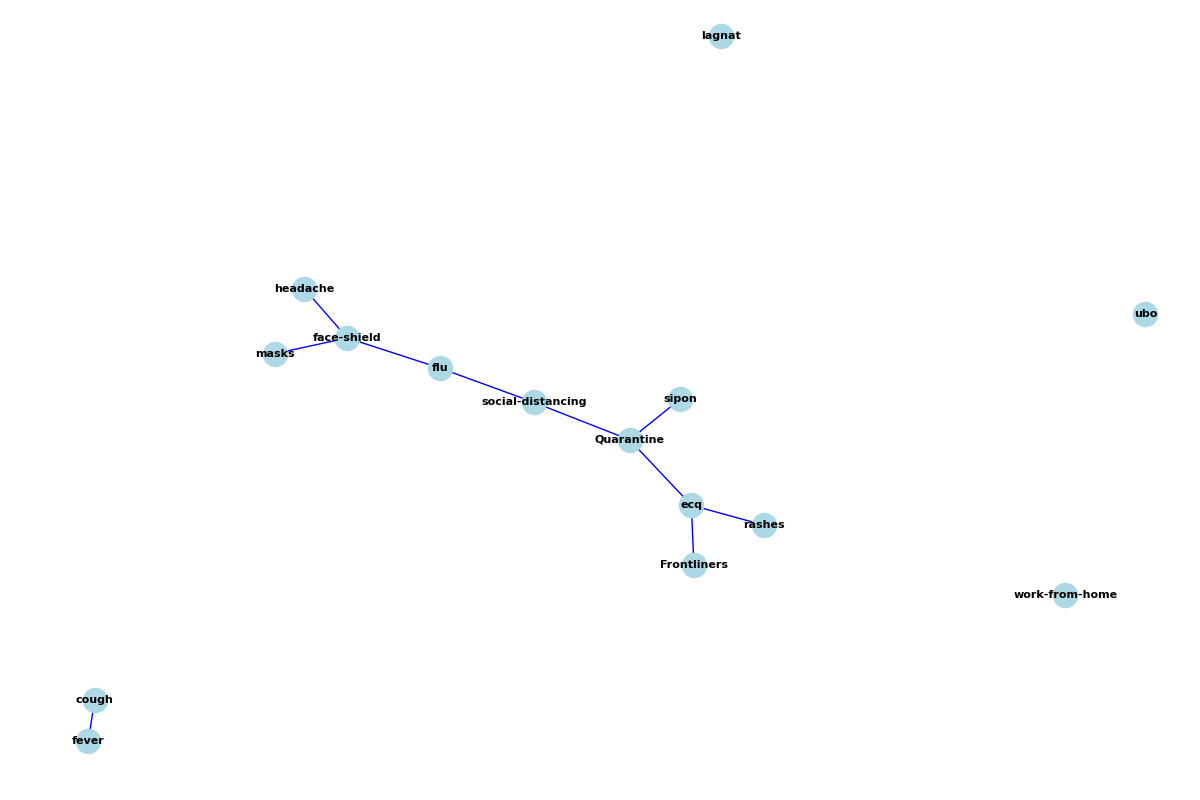 lagnat
headache
ubo
face-shield
masks
flu
sipon
social-distancing
Quarantine
ecq
rashes
Frontliners
work-from-home
cough
fever